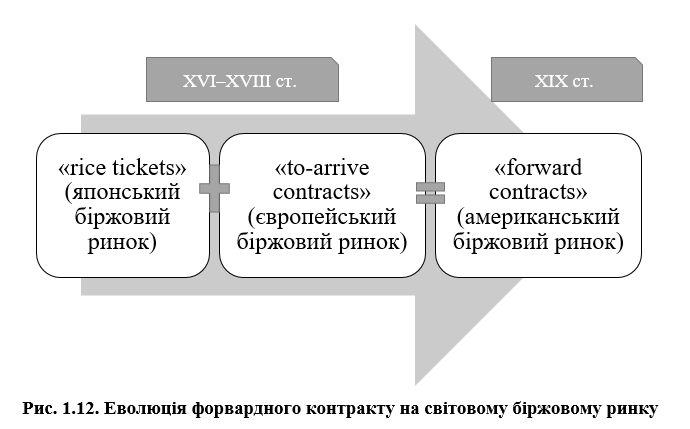 XVI–XVIII ст.
XIX ст.
«rice tickets»
(японський
біржовий
ринок)
«to-arrive
contracts»
(європейський
біржовий ринок)
«forward
contracts»
(американський
біржовий ринок)
Рис. 1.12. Еволюція форвардного контракту на світовому біржовому ринку